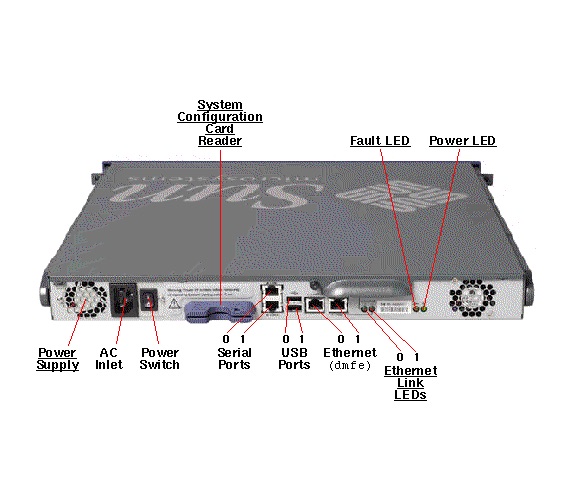 System
Configuration
Card
Reader
Fault LED
Power LED
Sun
microsystems
Power
Supply
AC
Inlet
Power
Switch
0 1
Serial
Ports
0 1
USB
Ports
0 1
Ethernet
(dmfe)
0 1
Ethernet
Link
LEDs